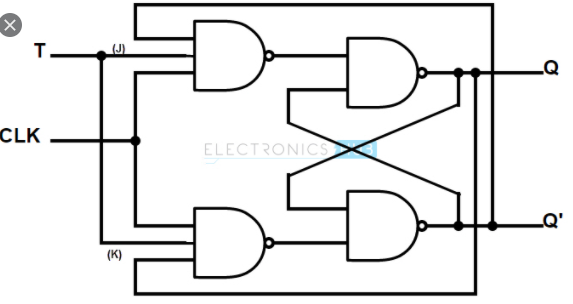 T
(J)
Q
CLK
ELECTRONICS
(K)
Q'